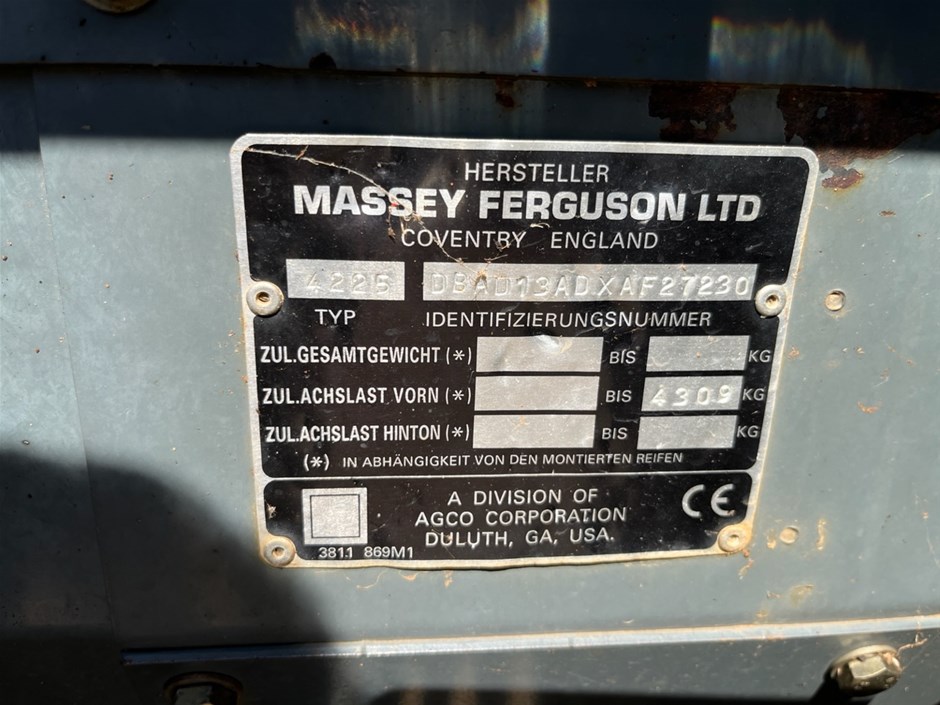 HERSTELLER
MASSEY FERGUSON LTD
COVENTRY ENGLAND
4225 DBAD13ADXAF27230
TYP IDENTIFIZIERUNGSNUMMER
ZUL.GESAMTGEWICHT (*) BIS KG
ZUL.ACHSLAST VORN (*) BIS 4309 KG
ZUL.ACHSLAST HINTON (*) BIS KG
(*) IN ABHÄNGIGKEIT VON DEN MONTIERTEN REIFEN
A DIVISION OF
AGCO CORPORATION
DULUTH, GA, USA.
CE
3811 869M1